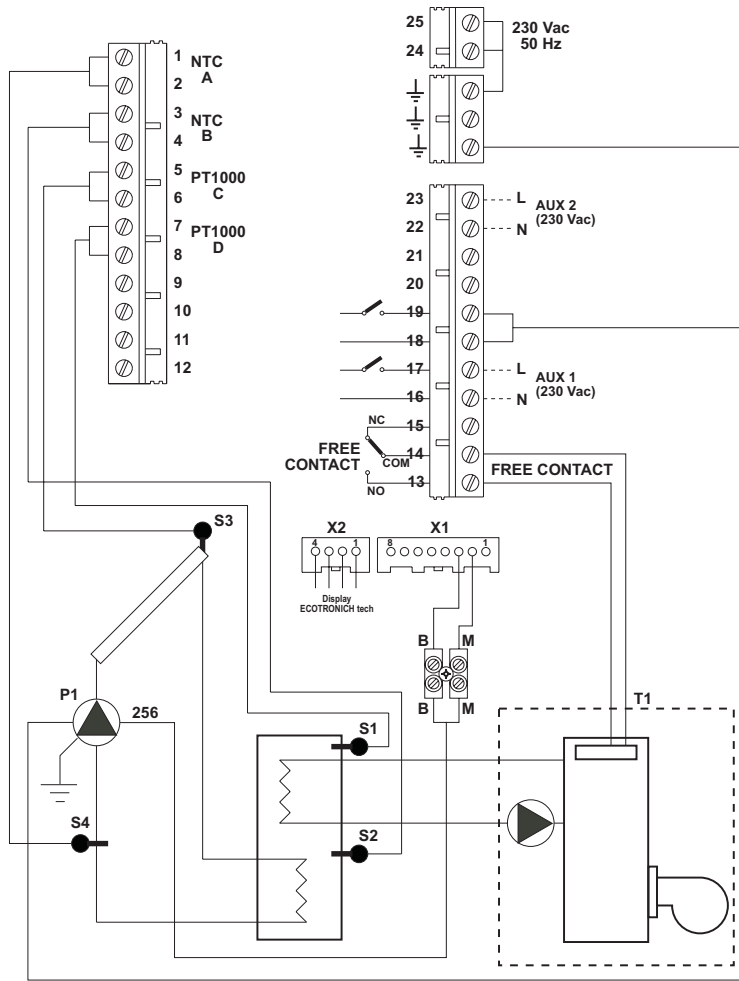 1
2
NTC
A
3
4
NTC
B
5
6
PT1000
C
7
8
PT1000
D
9
10
11
12
25
24
230 Vac
50 Hz
23
L
AUX 2
(230 Vac)
22
N
21
20
19
18
17
L
AUX 1
(230 Vac)
16
N
15
NC
14
COM
FREE
CONTACT
13
NO
FREE CONTACT
S3
X2
4
1
Display
ECOTRONICH tech
X1
8
1
B
M
B
M
P1
256
S1
S2
S4
T1